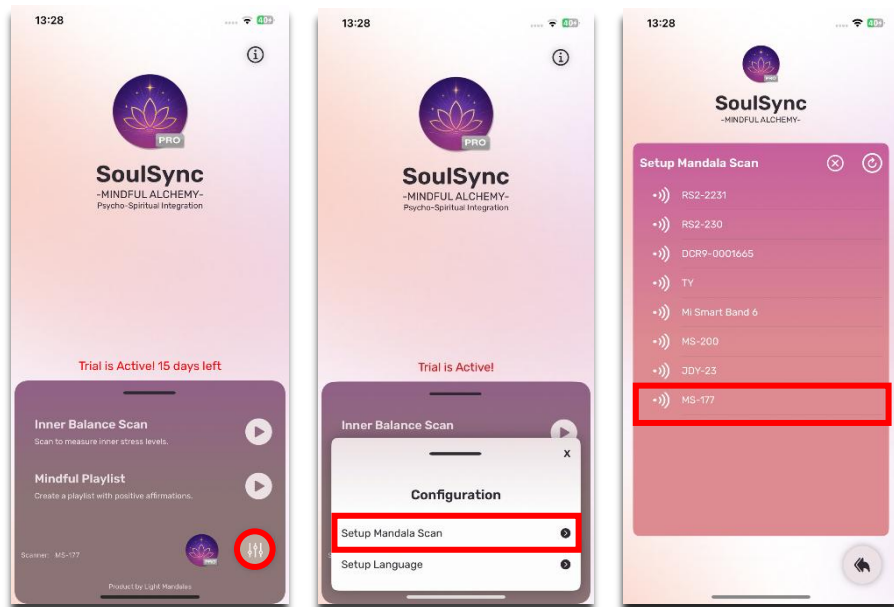 13:28
40+
PRO
SoulSync
-MINDFUL ALCHEMY-
Psycho-Spiritual Integration
Trial is Active! 15 days left
Inner Balance Scan
Scan to measure inner stress levels.
Mindful Playlist
Create a playlist with positive affirmations.
Scanner: MS-177
PRO
Product by Light Mandalas
13:28
40+
PRO
SoulSync
-MINDFUL ALCHEMY-
Psycho-Spiritual Integration
Trial is Active!
Inner Balance Scan
X
Configuration
Setup Mandala Scan
Setup Language
13:28
40+
PRO
SoulSync
-MINDFUL ALCHEMY-
Setup Mandala Scan
RS2-2231
RS2-230
DCR9-0001665
TY
Mi Smart Band 6
MS-200
JDY-23
MS-177